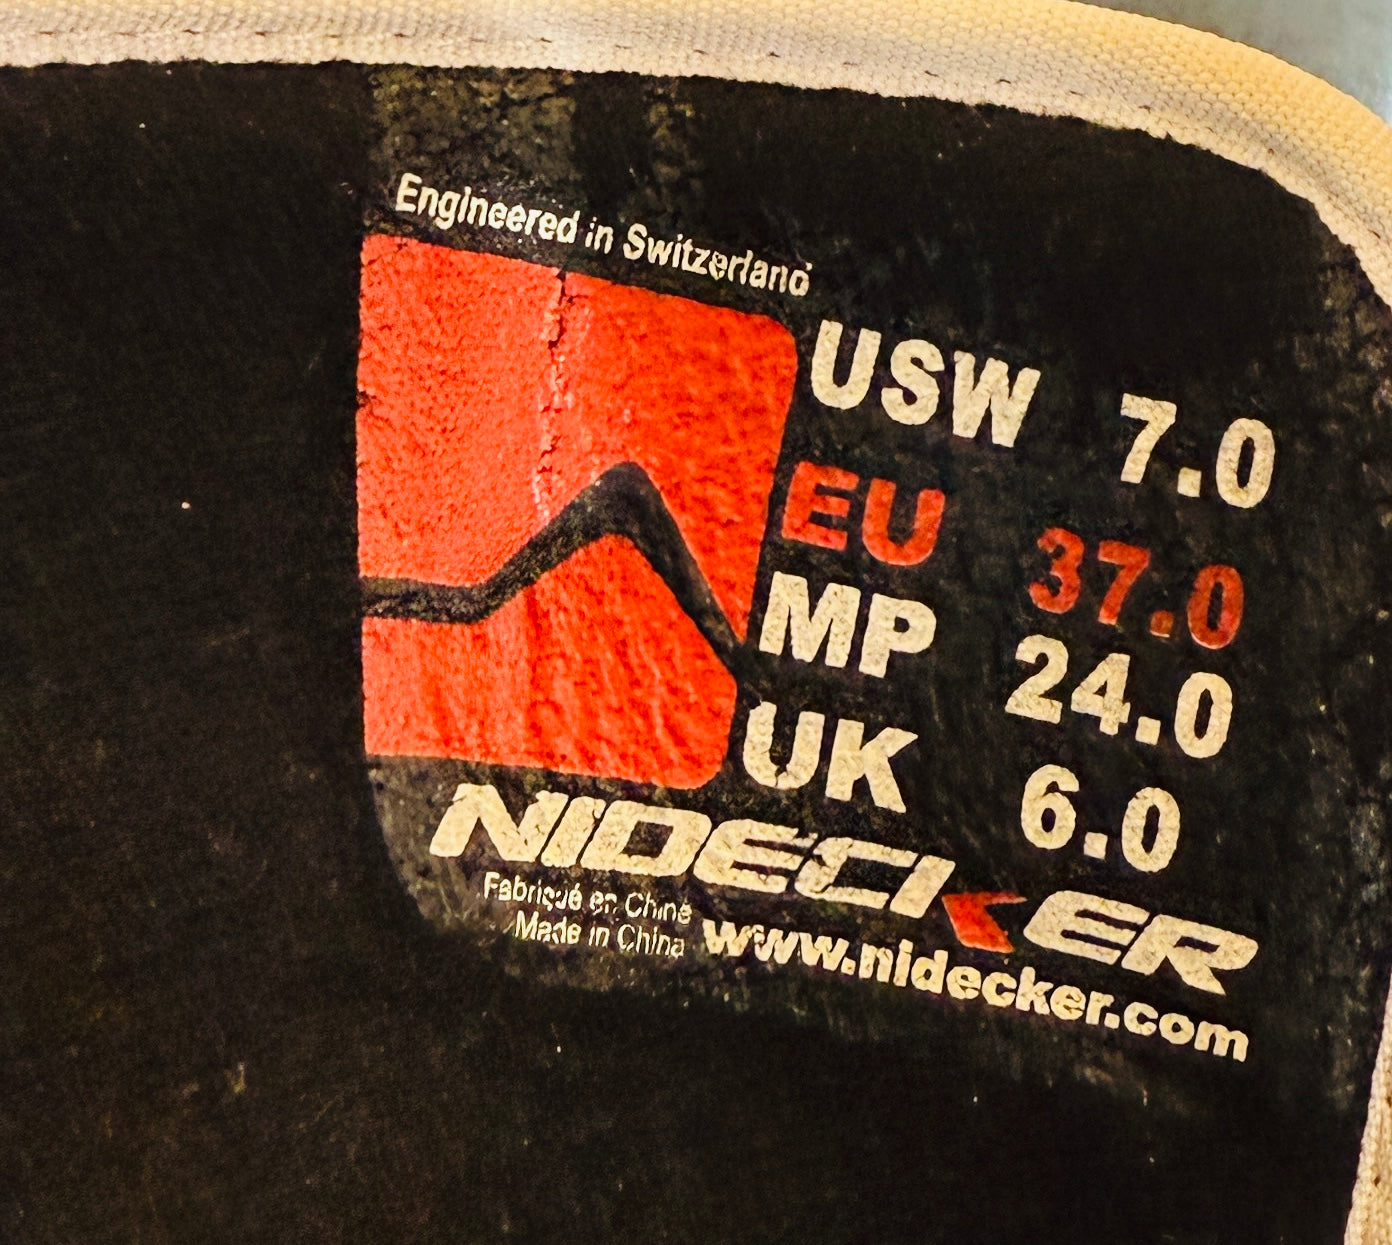 Engineered in Switzerland
USW 7.0
EU 37.0
MP 24.0
UK 6.0
NIDECKER
Fabriqué en Chine
Made in China
www.nidecker.com